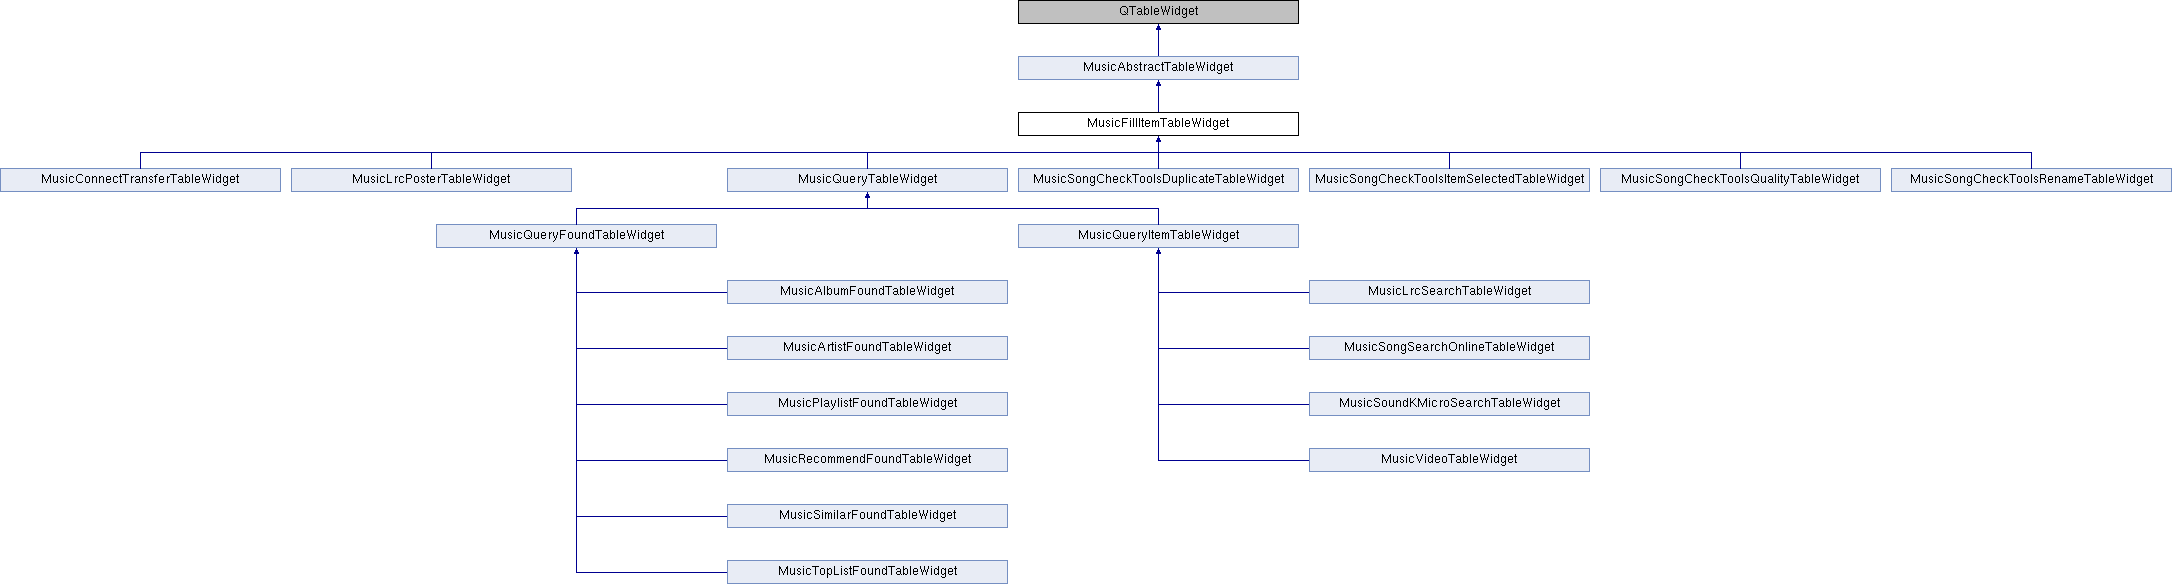 QTableWidget
MusicAbstractTableWidget
MusicFillItemTableWidget
MusicConnectTransferTableWidget
MusicLrcPosterTableWidget
MusicQueryTableWidget
MusicSongCheckToolsDuplicateTableWidget
MusicSongCheckToolsItemSelectedTableWidget
MusicSongCheckToolsQualityTableWidget
MusicSongCheckToolsRenameTableWidget
MusicQueryFoundTableWidget
MusicQueryItemTableWidget
MusicAlbumFoundTableWidget
MusicLrcSearchTableWidget
MusicArtistFoundTableWidget
MusicSongSearchOnlineTableWidget
MusicPlaylistFoundTableWidget
MusicSoundKMicroSearchTableWidget
MusicRecommendFoundTableWidget
MusicVideoTableWidget
MusicSimilarFoundTableWidget
MusicTopListFoundTableWidget